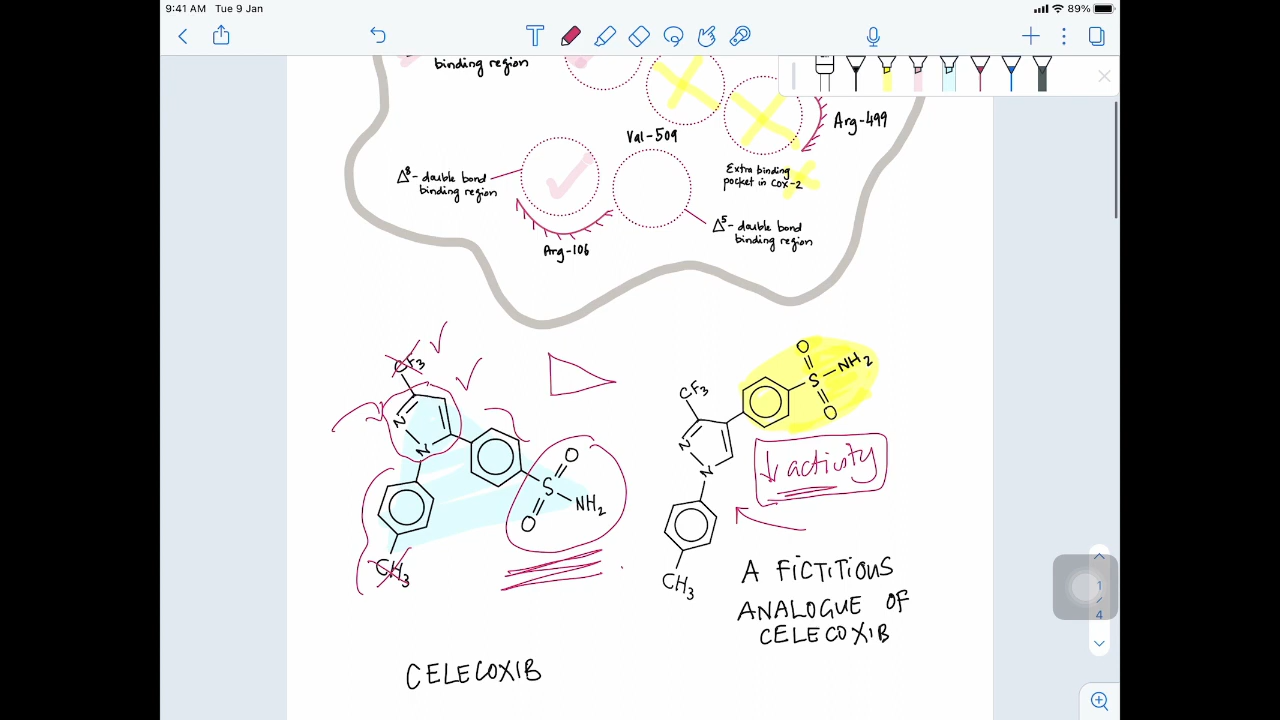 9:41 AM Tue 9 Jan
89%
T
binding region
Val-509
Arg-499
Extra binding
pocket in COX-2
Δ⁸- double bond
binding region
Δ⁵- double bond
binding region
Arg-106
CF₃
N
N
S
O
O
NH₂
CH₃
CELECOXIB
CF₃
N
N
S
O
O
NH₂
CH₃
↓ activity
A FICTITIOUS
ANALOGUE OF
CELECOXIB
1
/
4